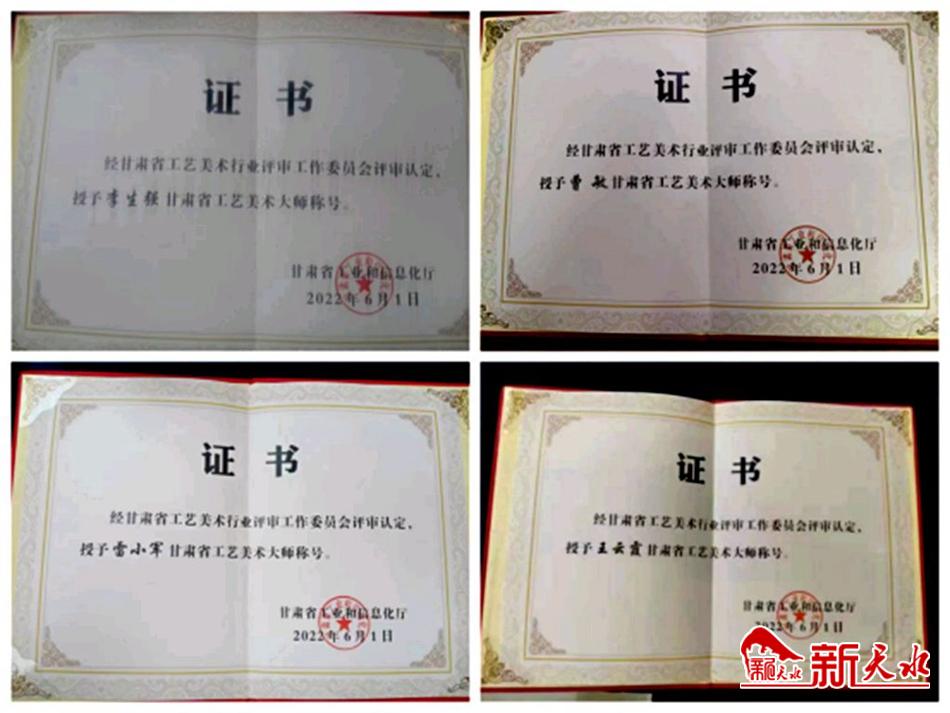 证书
经甘肃省工艺美术行业评审工作委员会评审认定，
授予李生强甘肃省工艺美术大师称号。
甘肃省工业和信息化厅
2022年6月1日
证书
经甘肃省工艺美术行业评审工作委员会评审认定，
授予曹敏甘肃省工艺美术大师称号。
甘肃省工业和信息化厅
2022年6月1日
证书
经甘肃省工艺美术行业评审工作委员会评审认定，
授予雷小军甘肃省工艺美术大师称号。
甘肃省工业和信息化厅
2022年6月1日
证书
经甘肃省工艺美术行业评审工作委员会评审认定，
授予王云霞甘肃省工艺美术大师称号。
甘肃省工业和信息化厅
2022年6月1日
新天水